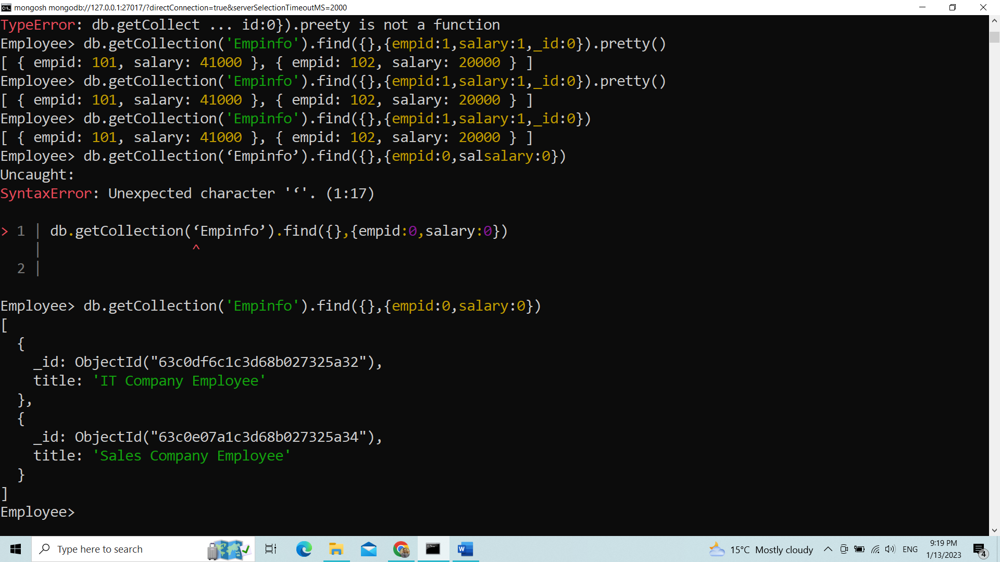 mongosh mongodb://127.0.0.1:27017/?directConnection=true&serverSelectionTimeoutMS=2000
TypeError: db.getCollect ... id:0}).preety is not a function
Employee> db.getCollection('Empinfo').find({},{empid:1,salary:1,_id:0}).pretty()
[ { empid: 101, salary: 41000 }, { empid: 102, salary: 20000 } ]
Employee> db.getCollection('Empinfo').find({},{empid:1,salary:1,_id:0}).pretty()
[ { empid: 101, salary: 41000 }, { empid: 102, salary: 20000 } ]
Employee> db.getCollection('Empinfo').find({},{empid:1,salary:1,_id:0})
[ { empid: 101, salary: 41000 }, { empid: 102, salary: 20000 } ]
Employee> db.getCollection(‘Empinfo’).find({},{empid:0,salsalary:0})
Uncaught:
SyntaxError: Unexpected character '‘'. (1:17)
> 1 | db.getCollection(‘Empinfo’).find({},{empid:0,salary:0})
| ^
2 |
Employee> db.getCollection('Empinfo').find({},{empid:0,salary:0})
[
{
_id: ObjectId("63c0df6c1c3d68b027325a32"),
title: 'IT Company Employee'
},
{
_id: ObjectId("63c0e07a1c3d68b027325a34"),
title: 'Sales Company Employee'
}
]
Employee>
Type here to search
15°C Mostly cloudy
ENG
9:19 PM
1/13/2023
4